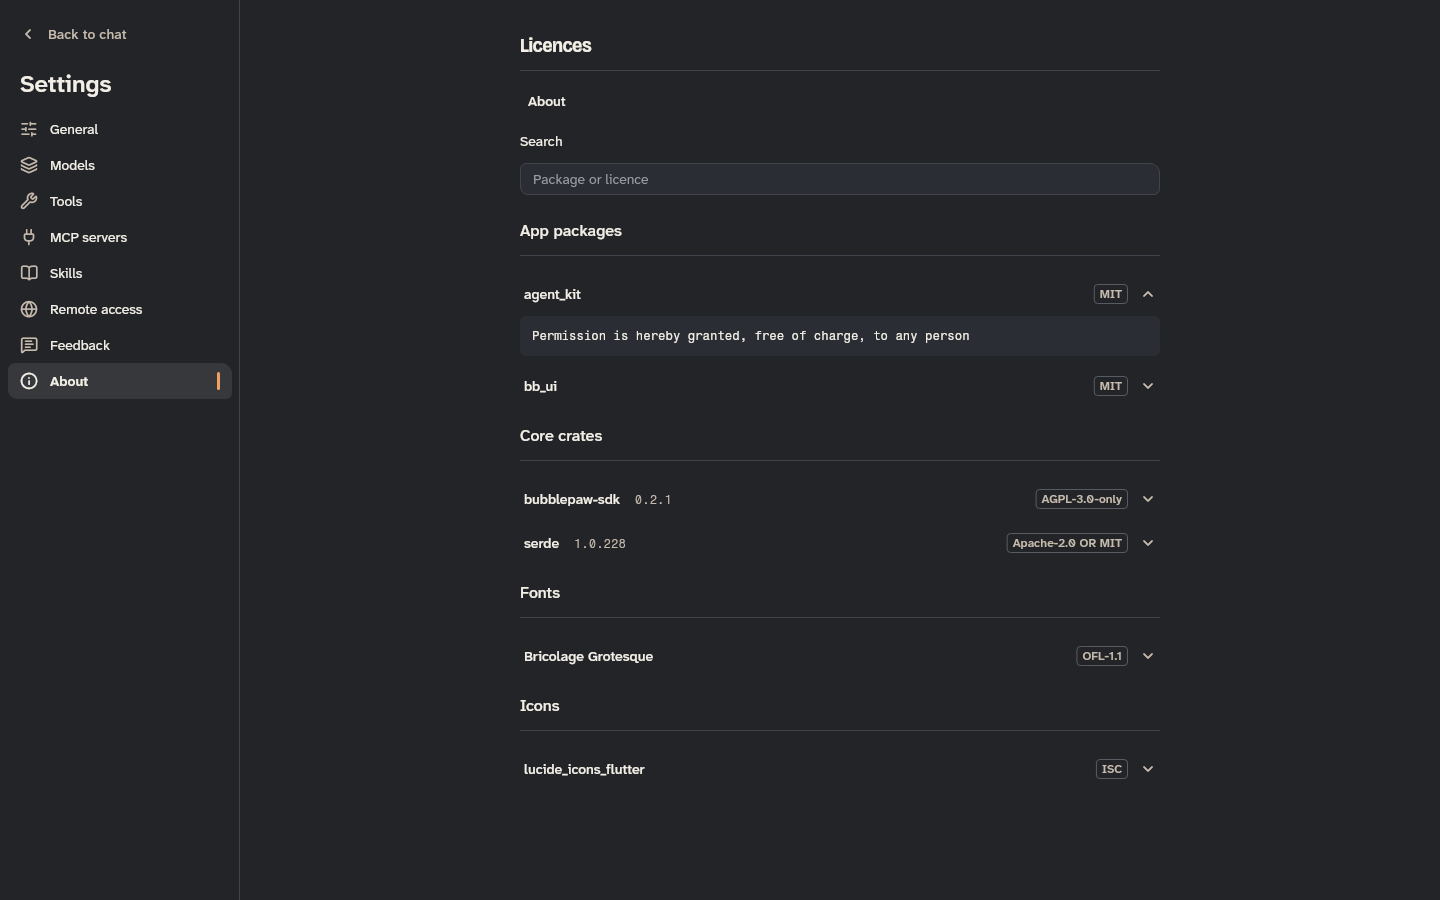 Back to chat
Settings
General
Models
Tools
MCP servers
Skills
Remote access
Feedback
About
Licences
About
Search
Package or licence
App packages
agent_kit MIT
Permission is hereby granted, free of charge, to any person
bb_ui MIT
Core crates
bubblepaw-sdk 0.2.1 AGPL-3.0-only
serde 1.0.228 Apache-2.0 OR MIT
Fonts
Bricolage Grotesque OFL-1.1
Icons
lucide_icons_flutter ISC